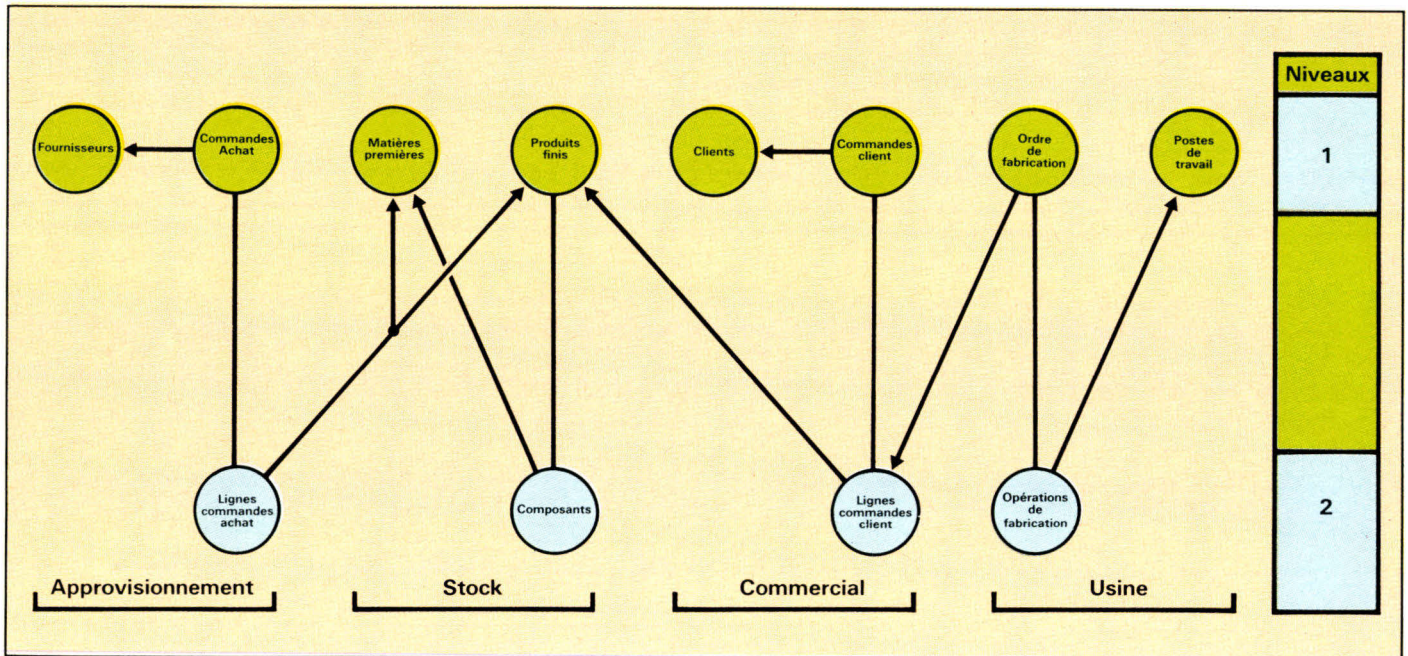 Niveaux
Fournisseurs
Commandes
Achat
Matières
premières
Produits
finis
Clients
Commandes
client
Ordre
de
fabrication
Postes
de
travail
1
Lignes
commandes
achat
Composants
Lignes
commandes
client
Opérations
de
fabrication
2
Approvisionnement
Stock
Commercial
Usine